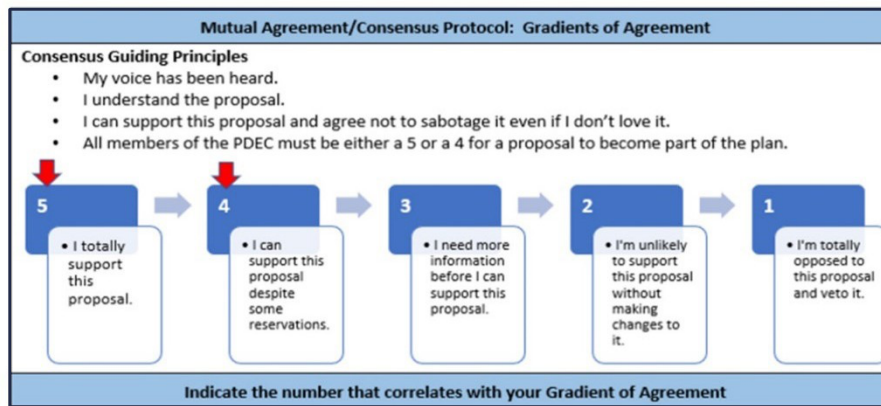 Mutual Agreement/Consensus Protocol: Gradients of Agreement
Consensus Guiding Principles
• My voice has been heard.
• I understand the proposal.
• I can support this proposal and agree not to sabotage it even if I don't love it.
• All members of the PDEC must be either a 5 or a 4 for a proposal to become part of the plan.
5
• I totally
support
this
proposal.
4
• I can
support this
proposal
despite
some
reservations.
3
• I need more
information
before I can
support this
proposal.
2
• I'm unlikely
to support
this proposal
without
making
changes to
it.
1
• I'm totally
opposed to
this proposal
and veto it.
Indicate the number that correlates with your Gradient of Agreement